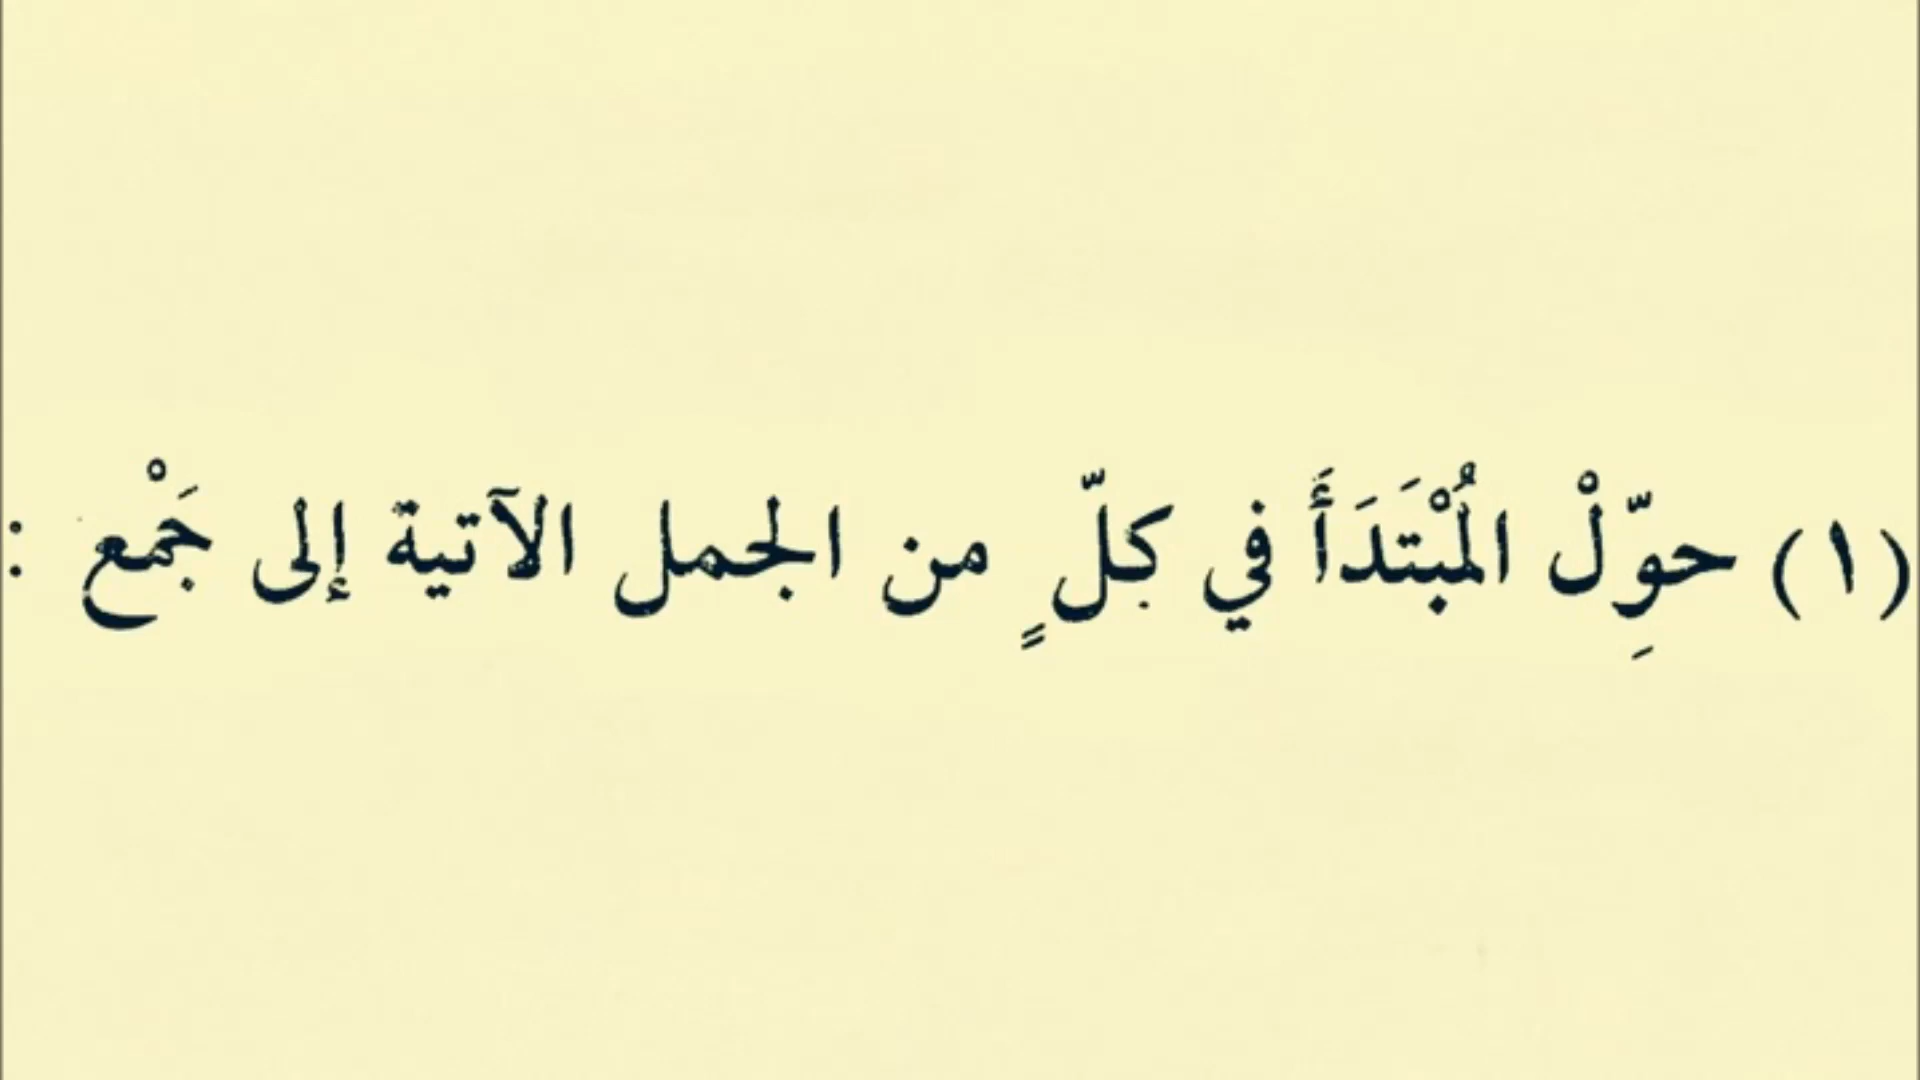 (١) حوِّلْ المُبْتَدَأَ في كلّ ٍ من الجمل الآتية إلى جَمْع :